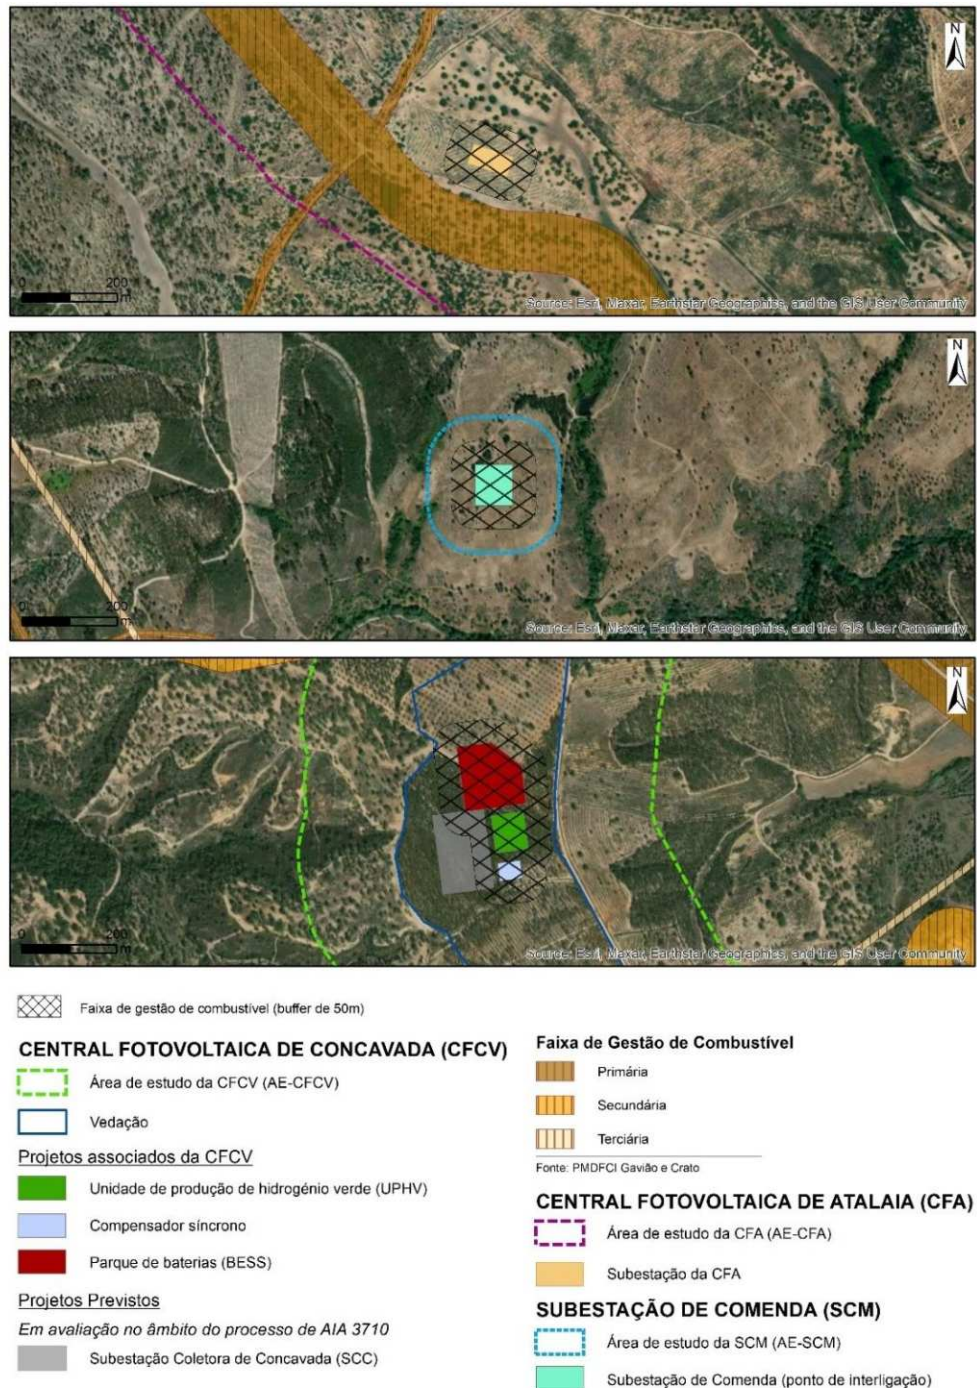 N
0 200
m
Source: Esri, Maxar, Earthstar Geographics, and the GIS User Community
N
0 200
m
Source: Esri, Maxar, Earthstar Geographics, and the GIS User Community
N
0 200
m
Source: Esri, Maxar, Earthstar Geographics, and the GIS User Community
Faixa de gestão de combustível (buffer de 50m)
CENTRAL FOTOVOLTAICA DE CONCAVADA (CFCV)
Área de estudo da CFCV (AE-CFCV)
Vedação
Projetos associados da CFCV
Unidade de produção de hidrogénio verde (UPHV)
Compensador síncrono
Parque de baterias (BESS)
Projetos Previstos
Em avaliação no âmbito do processo de AIA 3710
Subestação Coletora de Concavada (SCC)
Faixa de Gestão de Combustível
Primária
Secundária
Terciária
Fonte: PMDFCI Gavião e Crato
CENTRAL FOTOVOLTAICA DE ATALAIA (CFA)
Área de estudo da CFA (AE-CFA)
Subestação da CFA
SUBESTAÇÃO DE COMENDA (SCM)
Área de estudo da SCM (AE-SCM)
Subestação de Comenda (ponto de interligação)